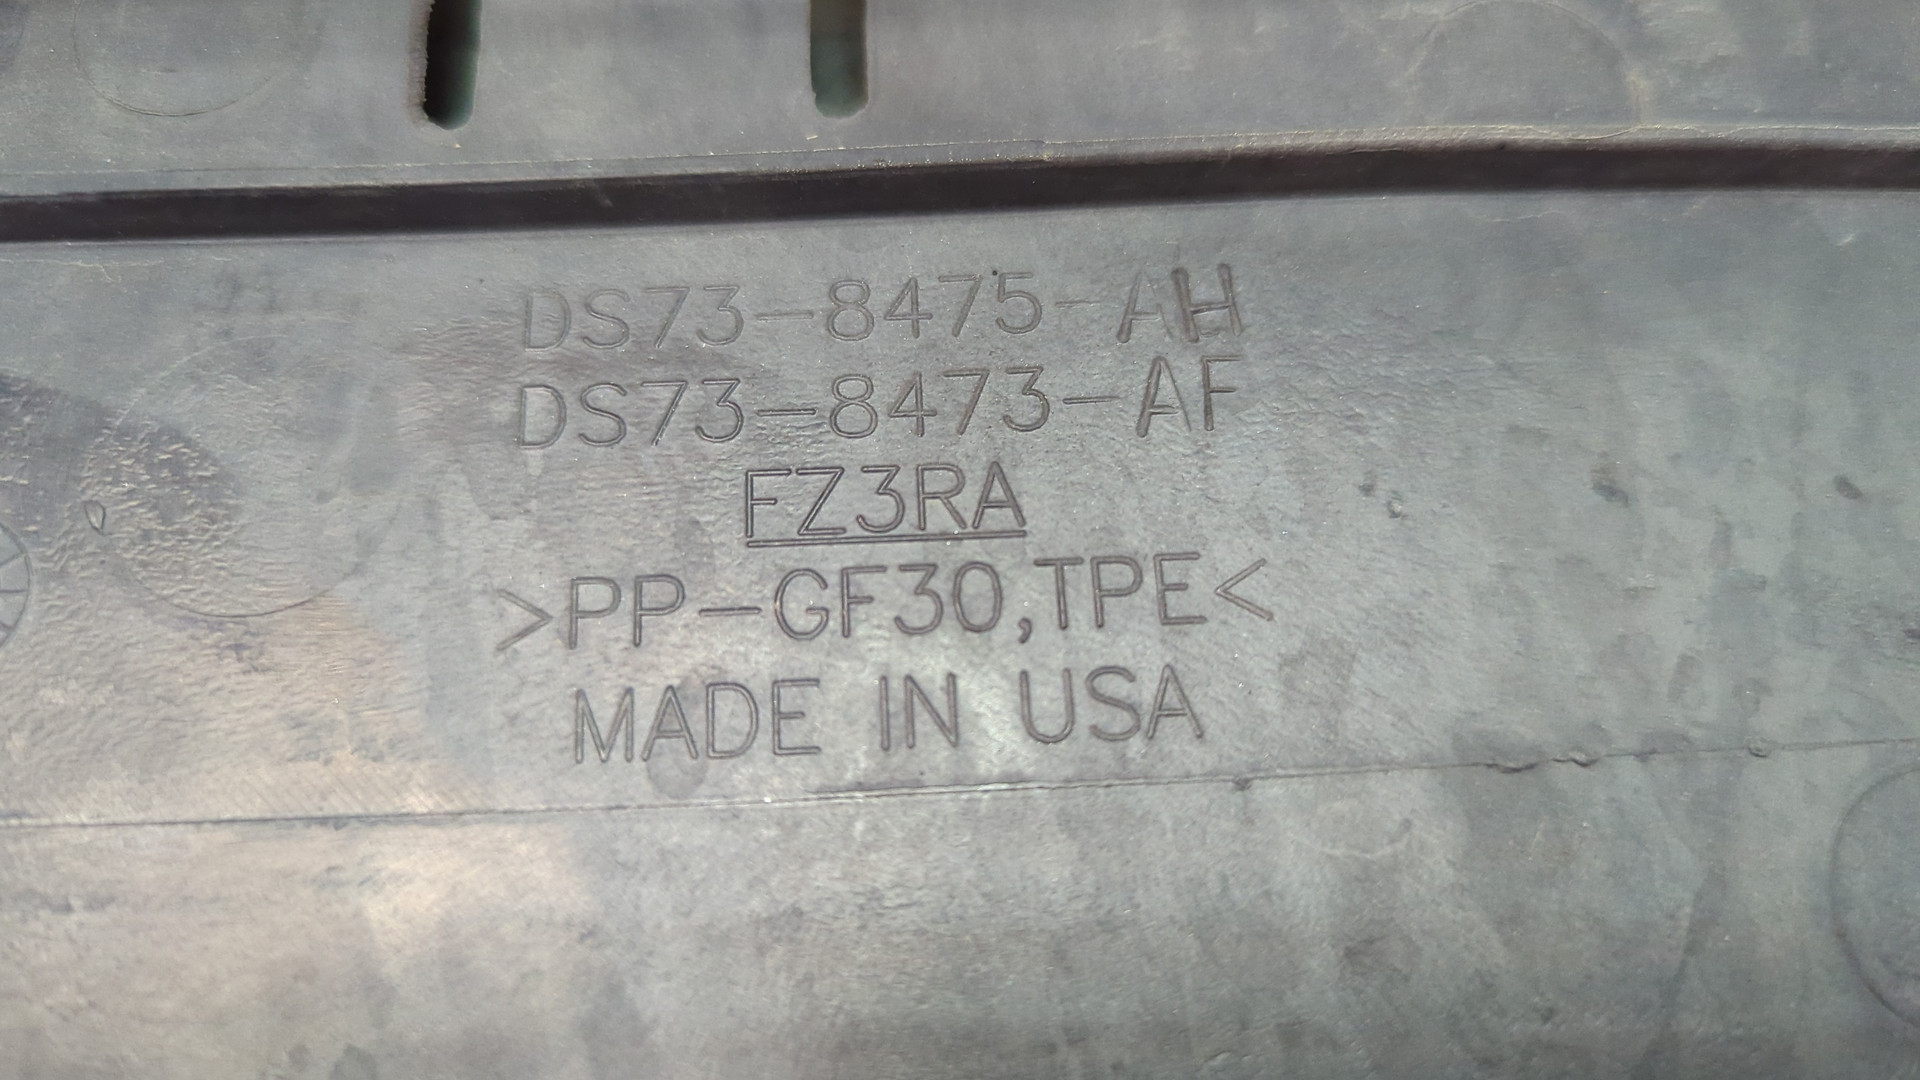 DS73-8475-AH
DS73-8473-AF
FZ3RA
>PP-GF30,TPE<
MADE IN USA